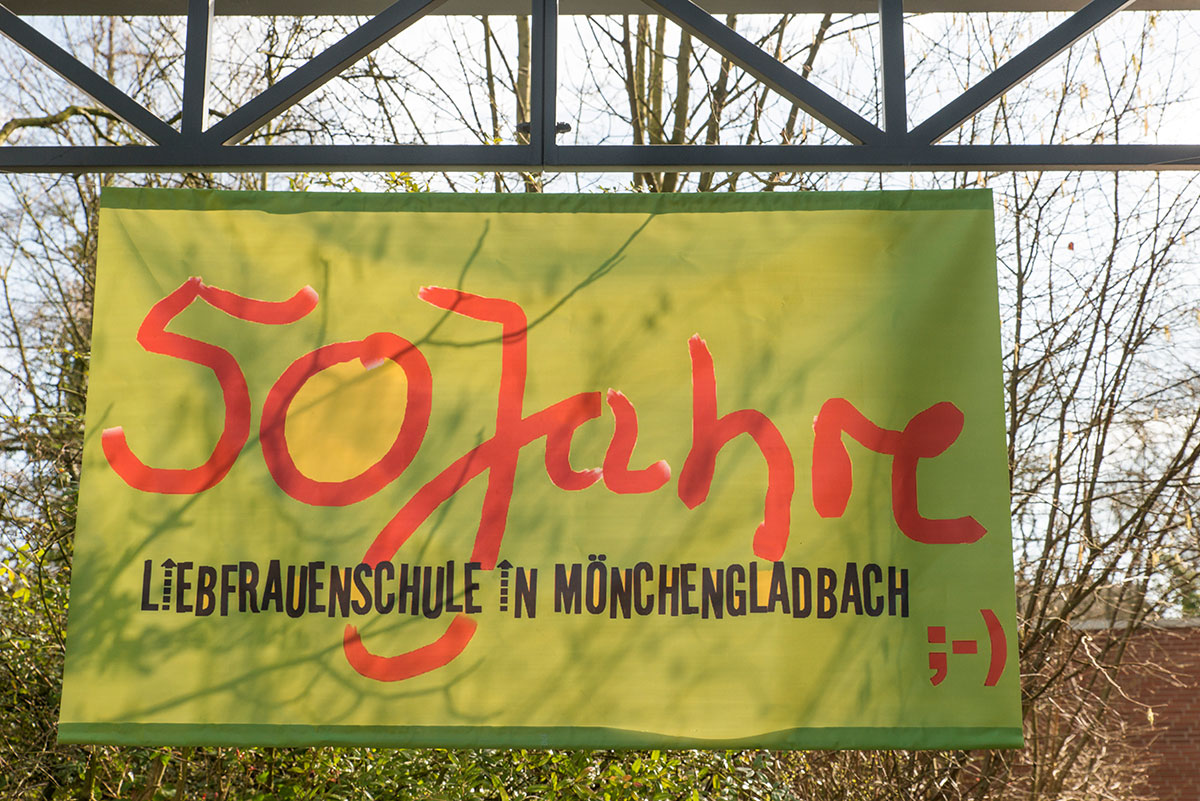 50 Jahre
LIEBFRAUENSCHULE IN MÖNCHENGLADBACH
;-)